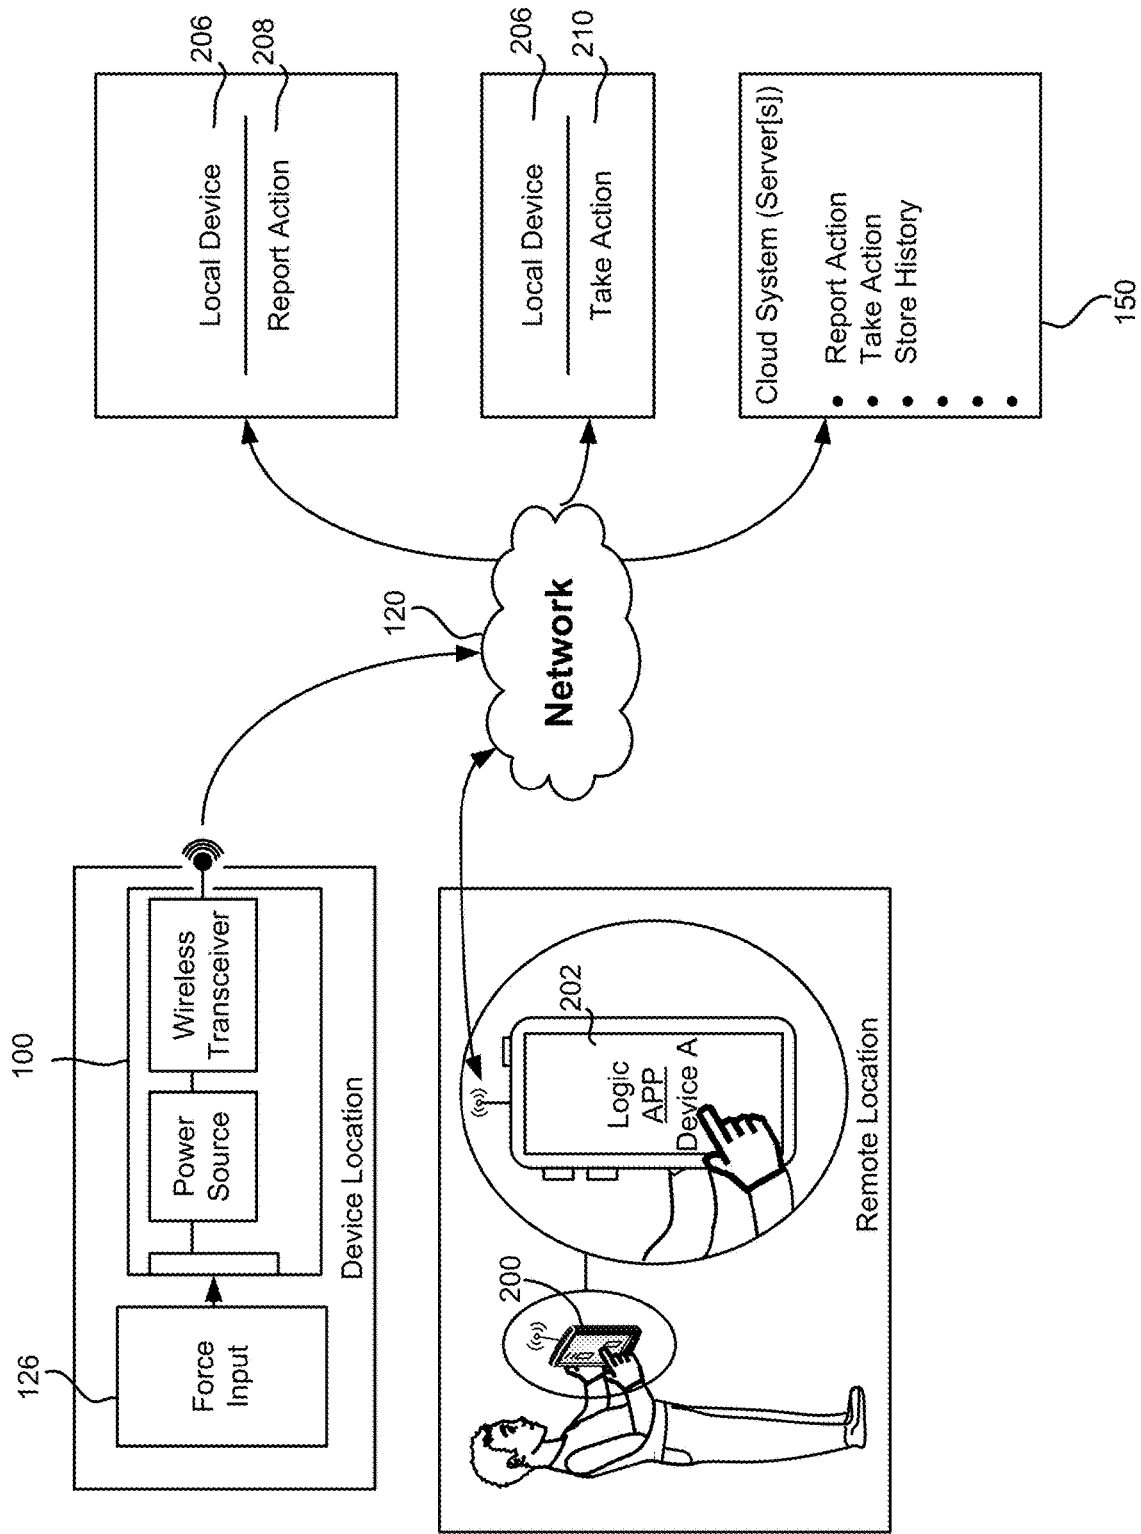 126
Force
Input
100
Power
Source
Wireless
Transceiver
Device Location
200
Logic
APP
Device A
202
Remote Location
120
Network
Local Device
206
Report Action
208
Local Device
206
Take Action
210
Cloud System (Server[s])
• Report Action
• Take Action
• Store History
•
•
•
150